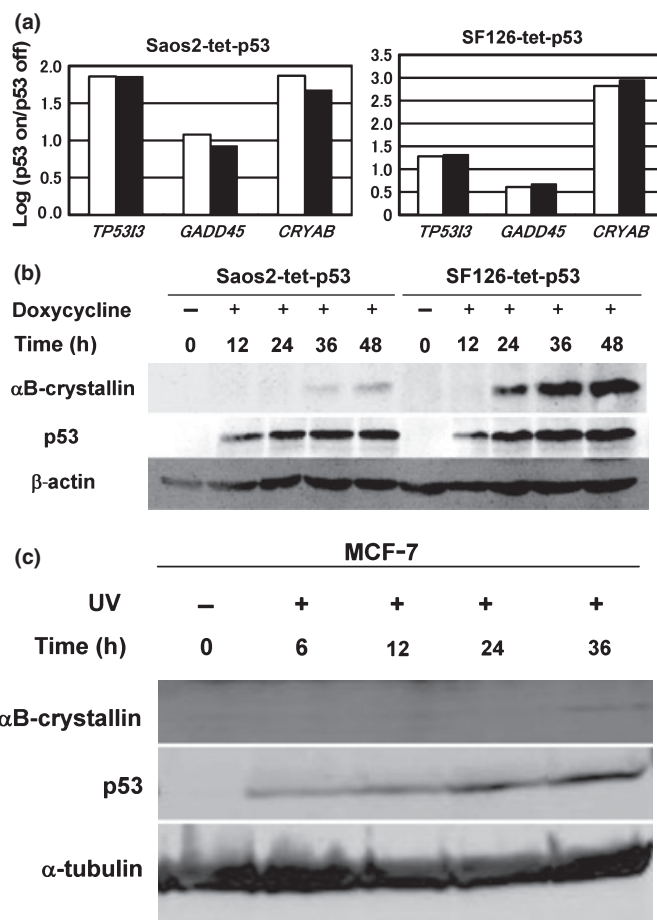 (a)
Saos2-tet-p53
SF126-tet-p53
Log (p53 on/p53 off)
2.0
1.5
1.0
0.5
0.0
TP53I3 GADD45 CRYAB
3.5
3.0
2.5
2.0
1.5
1.0
0.5
0
TP53I3 GADD45 CRYAB
(b)
Saos2-tet-p53 SF126-tet-p53
Doxycycline – + + + + – + + + +
Time (h) 0 12 24 36 48 0 12 24 36 48
αB-crystallin
p53
β-actin
(c)
MCF-7
UV – + + + +
Time (h) 0 6 12 24 36
αB-crystallin
p53
α-tubulin